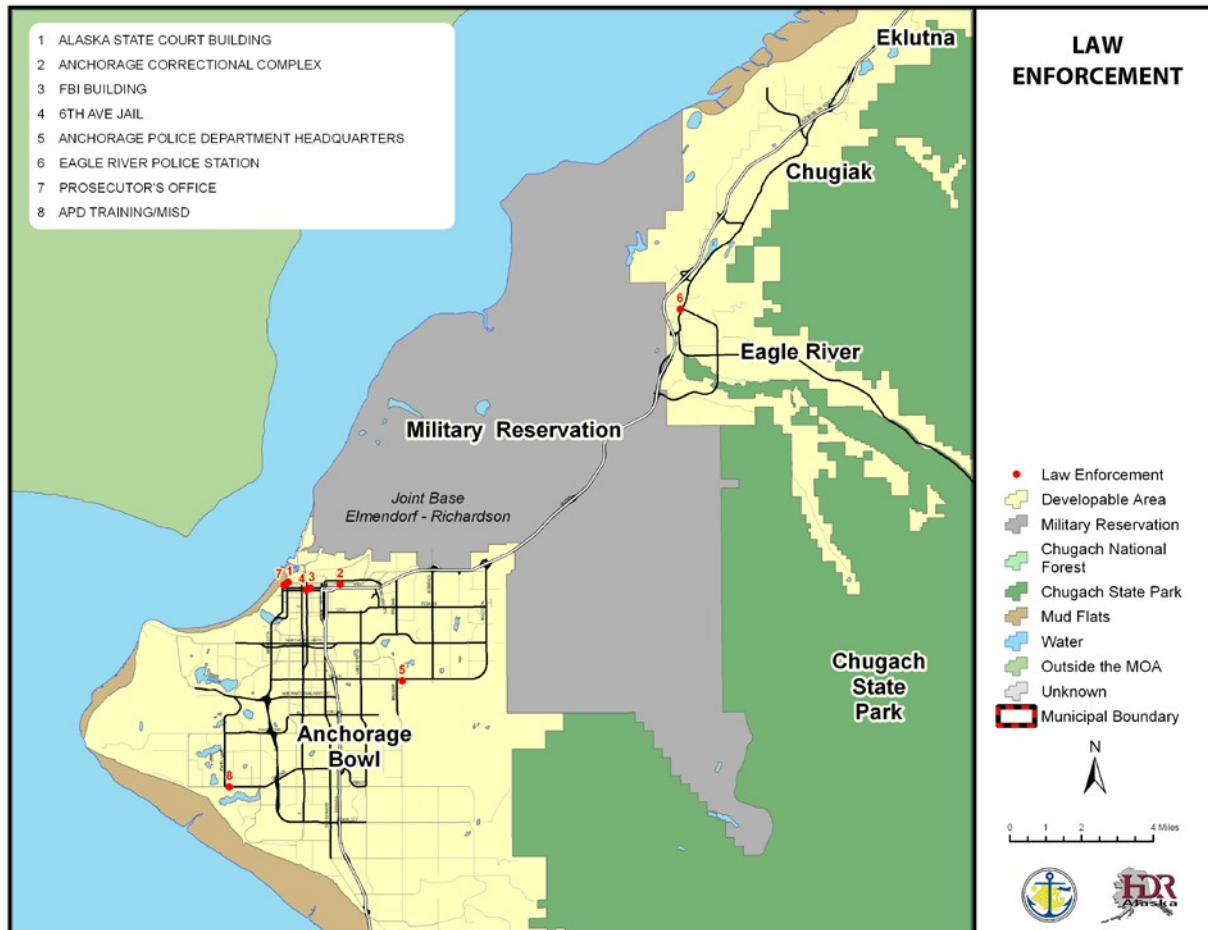 1 ALASKA STATE COURT BUILDING
2 ANCHORAGE CORRECTIONAL COMPLEX
3 FBI BUILDING
4 6TH AVE JAIL
5 ANCHORAGE POLICE DEPARTMENT HEADQUARTERS
6 EAGLE RIVER POLICE STATION
7 PROSECUTOR'S OFFICE
8 APD TRAINING/MISD
LAW
ENFORCEMENT
Eklutna
Chugiak
6
Eagle River
Military Reservation
Joint Base
Elmendorf - Richardson
7 1 4 3 2
5
Anchorage
Bowl
8
Chugach
State
Park
Law Enforcement
Developable Area
Military Reservation
Chugach National
Forest
Chugach State Park
Mud Flats
Water
Outside the MOA
Unknown
Municipal Boundary
N
0 1 2 4 Miles
HDR
Alaska